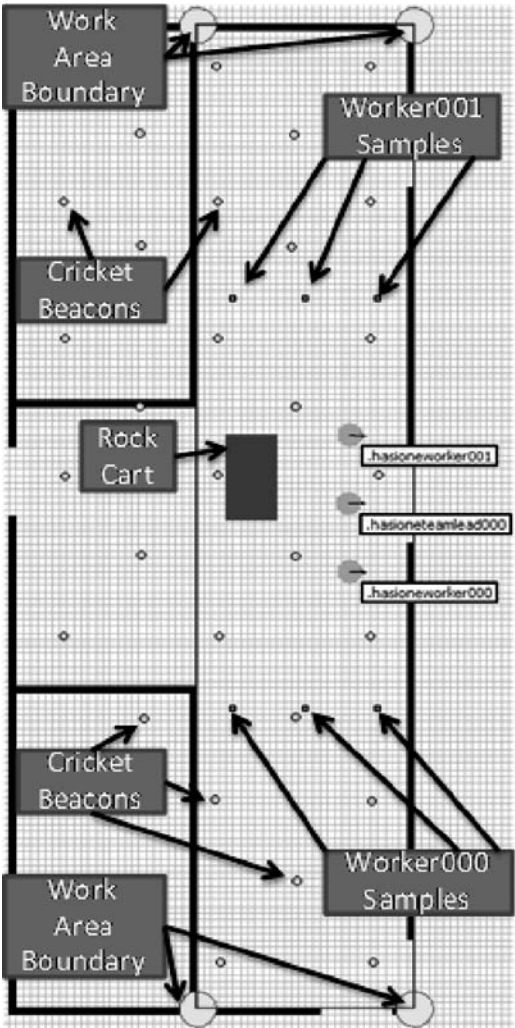 Work
Area
Boundary
Worker001
Samples
Cricket
Beacons
Rock
Cart
.hasioneworker001
.hasioneteamlead000
.hasioneworker000
Cricket
Beacons
Worker000
Samples
Work
Area
Boundary